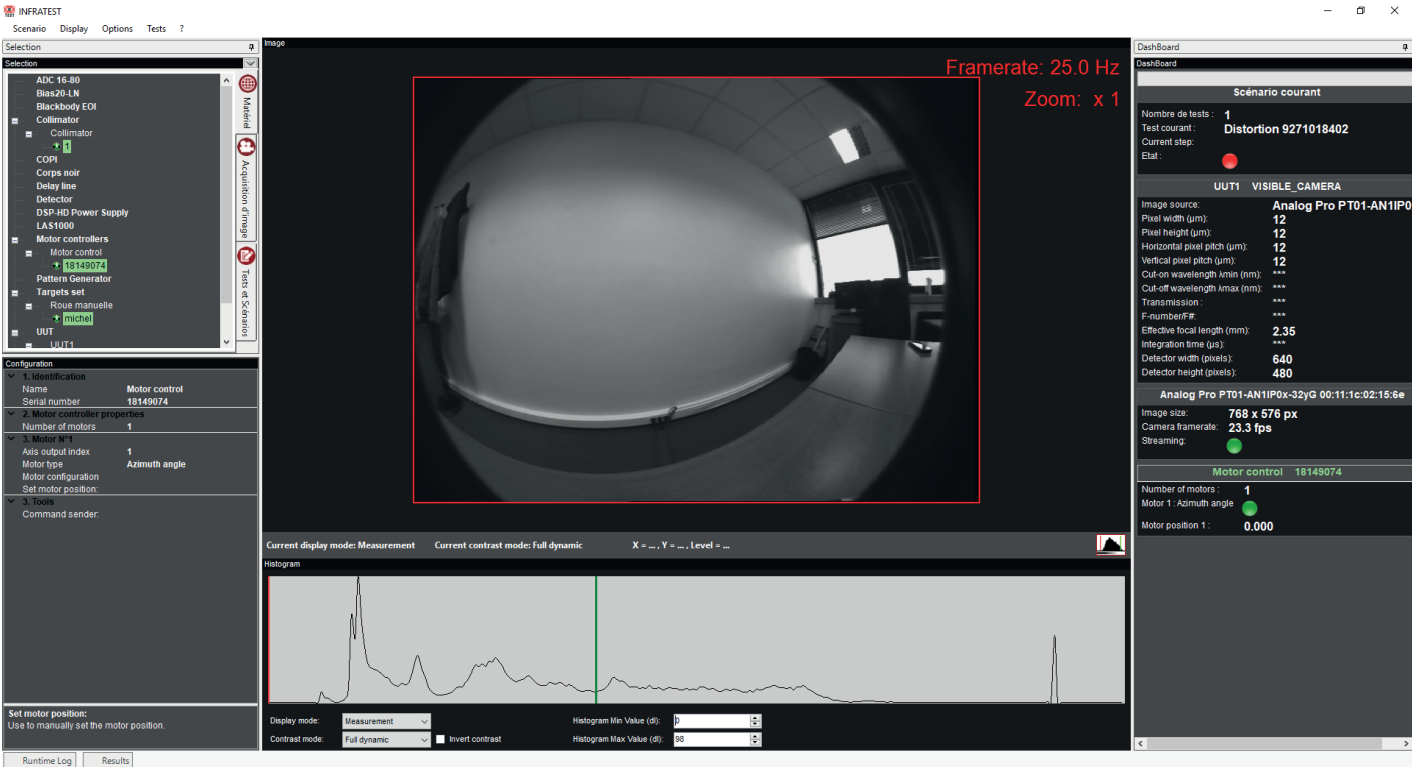 INFRATEST
Scenario Display Options Tests ?
Selection
Selection
ADC 16-80
Bias20-LN
Blackbody EOI
Collimator
Collimator
1
COPI
Corps noir
Delay line
Detector
DSP-HD Power Supply
LAS1000
Motor controllers
Motor control
18149074
Pattern Generator
Targets set
Roue manuelle
michel
UUT
UUT1
Matériel
Acquisition d'image
Tests et Scénarios
Configuration
1. Identification
Name Motor control
Serial number 18149074
2. Motor controller properties
Number of motors 1
3. Motor N°1
Axis output index 1
Motor type Azimuth angle
Motor configuration
Set motor position:
3. Tools
Command sender:
Set motor position:
Use to manually set the motor position.
Runtime Log Results
Image
Framerate: 25.0 Hz
Zoom: x 1
Current display mode: Measurement Current contrast mode: Full dynamic X = ... , Y = ... , Level = ...
Histogram
Display mode: Measurement Histogram Min Value (dl): 0
Contrast mode: Full dynamic Invert contrast Histogram Max Value (dl): 98
DashBoard
DashBoard
Scénario courant
Nombre de tests : 1
Test courant : Distortion 9271018402
Current step:
Etat :
UUT1 VISIBLE_CAMERA
Image source: Analog Pro PT01-AN1IP0
Pixel width (µm): 12
Pixel height (µm): 12
Horizontal pixel pitch (µm): 12
Vertical pixel pitch (µm): 12
Cut-on wavelength λmin (nm): ***
Cut-off wavelength λmax (nm): ***
Transmission : ***
F-number/F#: ***
Effective focal length (mm): 2.35
Integration time (µs): ***
Detector width (pixels): 640
Detector height (pixels): 480
Analog Pro PT01-AN1IP0x-32yG 00:11:1c:02:15:6e
Image size: 768 x 576 px
Camera framerate: 23.3 fps
Streaming:
Motor control 18149074
Number of motors : 1
Motor 1 : Azimuth angle
Motor position 1 : 0.000